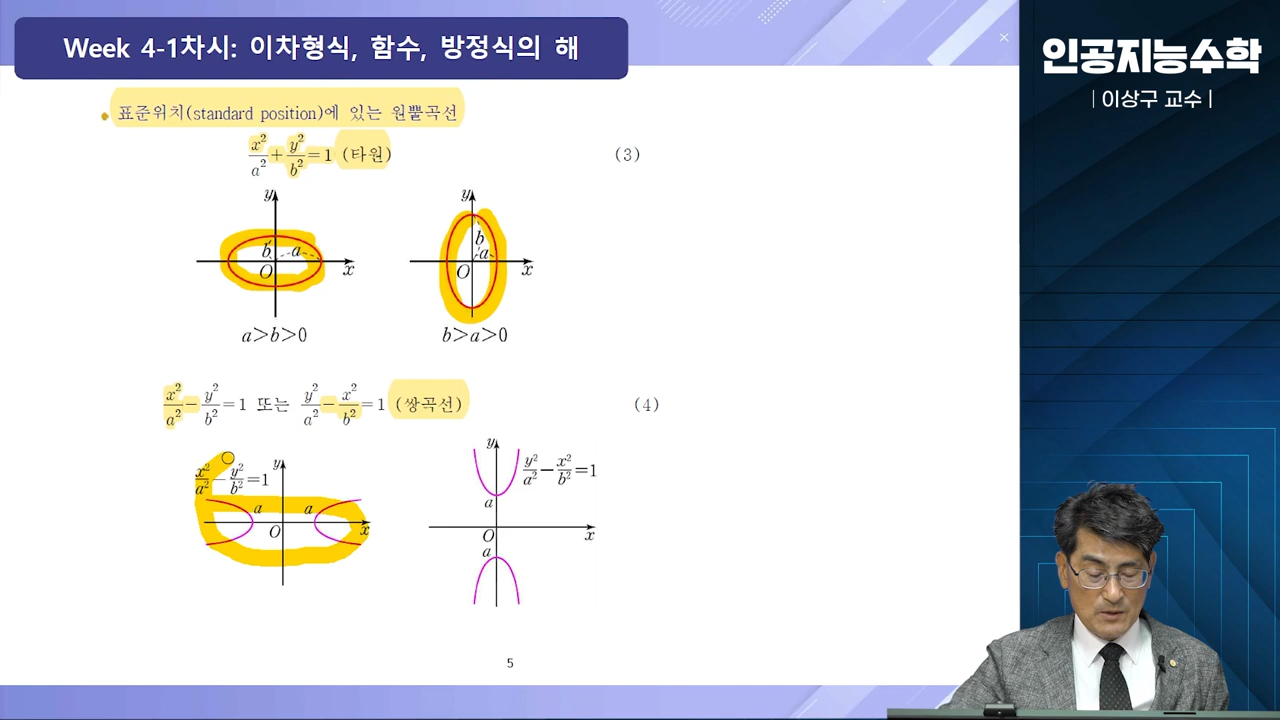 Week 4-1차시: 이차형식, 함수, 방정식의 해
인공지능수학
| 이상구 교수 |
• 표준위치(standard position)에 있는 원뿔곡선
x²/a² + y²/b² = 1 (타원) (3)
y
b
a
O
x
a>b>0
y
b
a
O
x
b>a>0
x²/a² − y²/b² = 1 또는 y²/a² − x²/b² = 1 (쌍곡선) (4)
x²/a² − y²/b² = 1
y
a
a
O
x
y
y²/a² − x²/b² = 1
a
O
x
a
5